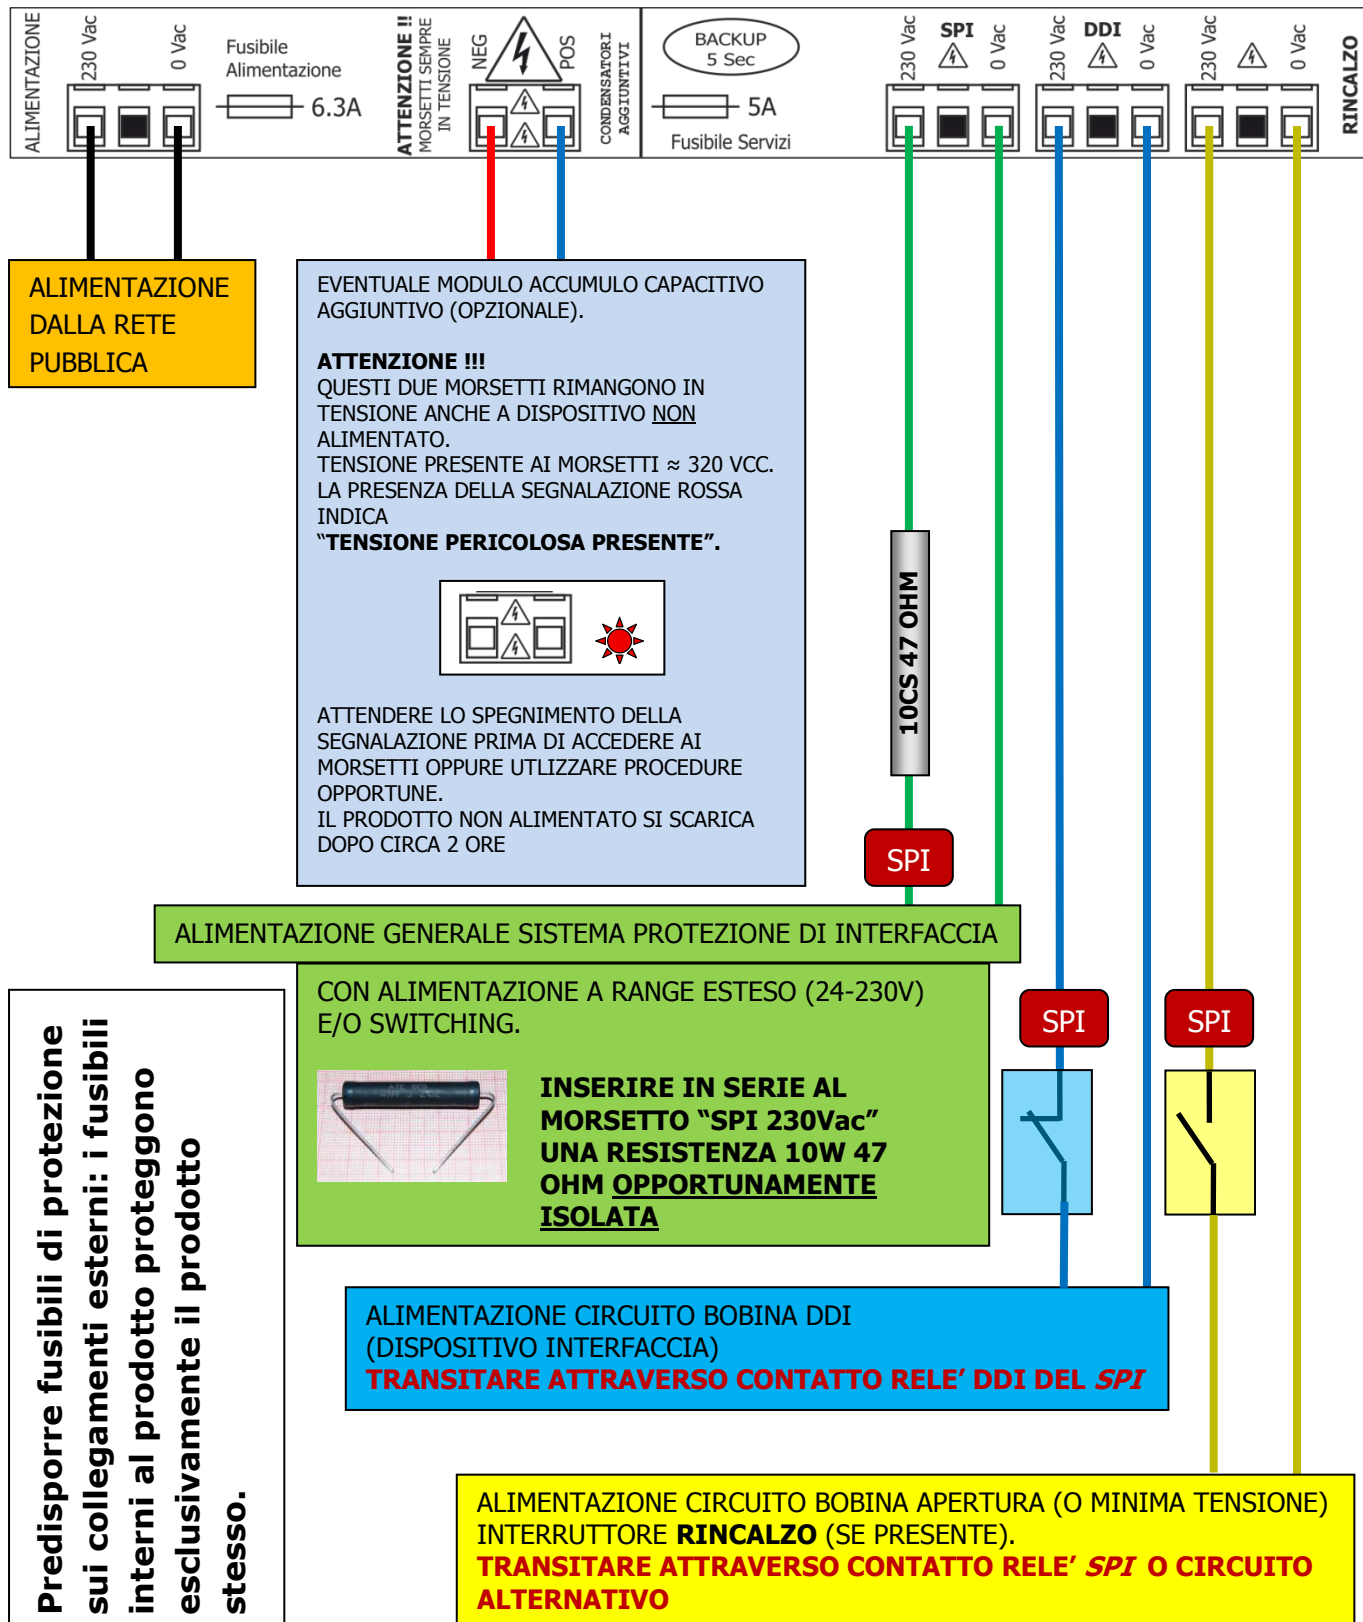 ALIMENTAZIONE
230 Vac
0 Vac
Fusibile
Alimentazione
6.3A
ATTENZIONE !!
MORSETTI SEMPRE
IN TENSIONE
NEG
POS
CONDENSATORI
AGGIUNTIVI
BACKUP
5 Sec
5A
Fusibile Servizi
230 Vac
SPI
0 Vac
230 Vac
DDI
0 Vac
230 Vac
0 Vac
RINCALZO
ALIMENTAZIONE
DALLA RETE
PUBBLICA
EVENTUALE MODULO ACCUMULO CAPACITIVO
AGGIUNTIVO (OPZIONALE).
ATTENZIONE !!!
QUESTI DUE MORSETTI RIMANGONO IN
TENSIONE ANCHE A DISPOSITIVO NON
ALIMENTATO.
TENSIONE PRESENTE AI MORSETTI ≈ 320 VCC.
LA PRESENZA DELLA SEGNALAZIONE ROSSA
INDICA
“TENSIONE PERICOLOSA PRESENTE”.
ATTENDERE LO SPEGNIMENTO DELLA
SEGNALAZIONE PRIMA DI ACCEDERE AI
MORSETTI OPPURE UTLIZZARE PROCEDURE
OPPORTUNE.
IL PRODOTTO NON ALIMENTATO SI SCARICA
DOPO CIRCA 2 ORE
10CS 47 OHM
SPI
ALIMENTAZIONE GENERALE SISTEMA PROTEZIONE DI INTERFACCIA
CON ALIMENTAZIONE A RANGE ESTESO (24-230V)
E/O SWITCHING.
INSERIRE IN SERIE AL
MORSETTO “SPI 230Vac”
UNA RESISTENZA 10W 47
OHM OPPORTUNAMENTE
ISOLATA
SPI
SPI
Predisporre fusibili di protezione
sui collegamenti esterni: i fusibili
interni al prodotto proteggono
esclusivamente il prodotto
stesso.
ALIMENTAZIONE CIRCUITO BOBINA DDI
(DISPOSITIVO INTERFACCIA)
TRANSITARE ATTRAVERSO CONTATTO RELE’ DDI DEL SPI
ALIMENTAZIONE CIRCUITO BOBINA APERTURA (O MINIMA TENSIONE)
INTERRUTTORE RINCALZO (SE PRESENTE).
TRANSITARE ATTRAVERSO CONTATTO RELE’ SPI O CIRCUITO
ALTERNATIVO